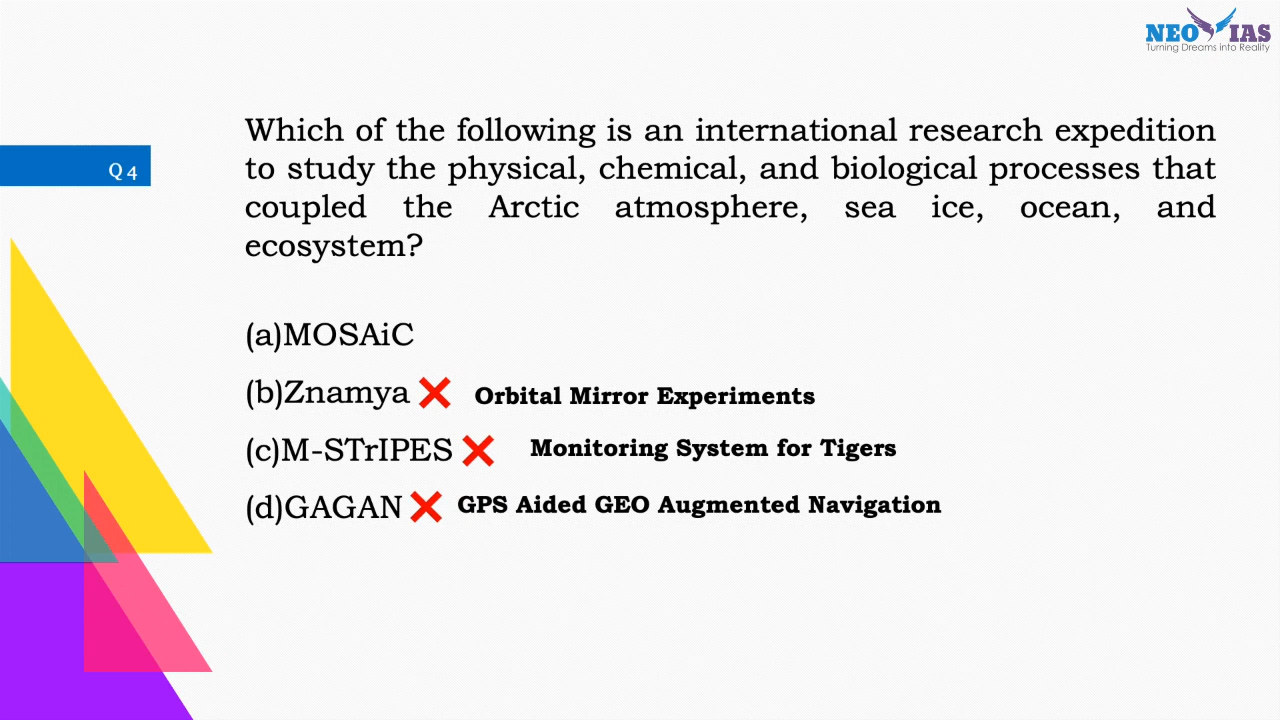 NEO IAS
Turning Dreams into Reality
Q 4
Which of the following is an international research expedition
to study the physical, chemical, and biological processes that
coupled the Arctic atmosphere, sea ice, ocean, and
ecosystem?
(a)MOSAiC
(b)Znamya Orbital Mirror Experiments
(c)M-STrIPES Monitoring System for Tigers
(d)GAGAN GPS Aided GEO Augmented Navigation